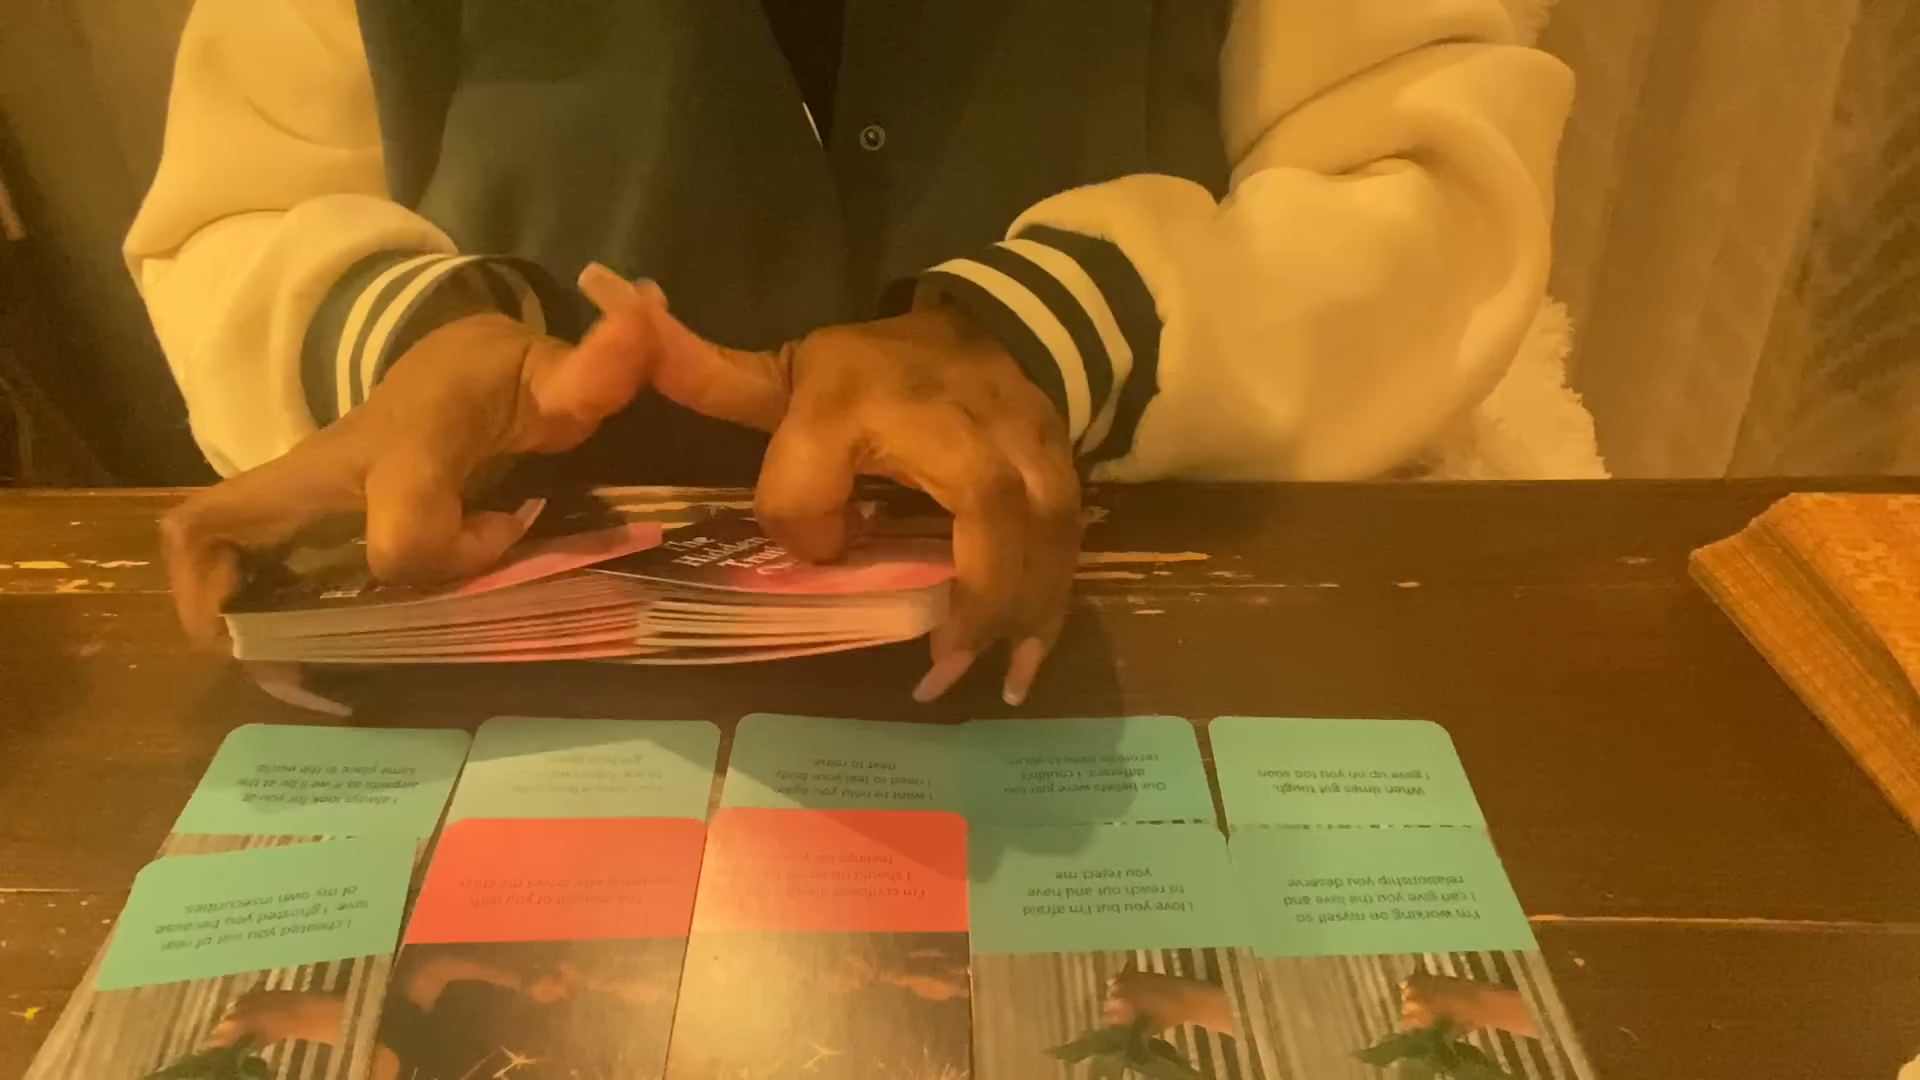 The
Hidden
I always look for you at
airports as if we'll be at the
same place in the world
I want to hold you again
I need to feel your body
next to mine
Our beliefs were just too
different. I couldn't
reconcile mine to yours
When times got tough,
I gave up on you too soon
I cheated you out of near
love. I ghosted you because
of my own insecurities
The thought of you with
someone else drives me crazy
I'm confused about
I should do about
feelings for you
I love you but I'm afraid
to reach out and have
you reject me
I'm working on myself so
I can give you the love and
relationship you deserve